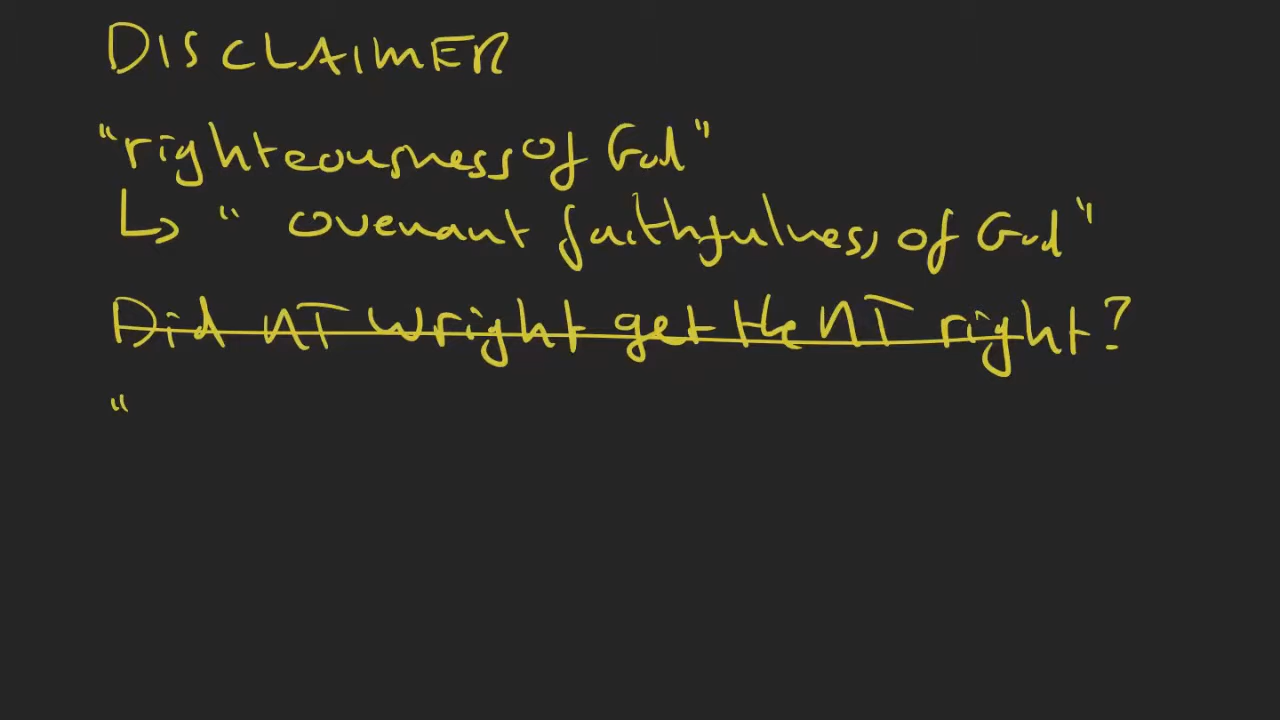 DISCLAIMER
"righteousness of God"
↳ "covenant faithfulness of God"
Did NT Wright get the NT right?
"